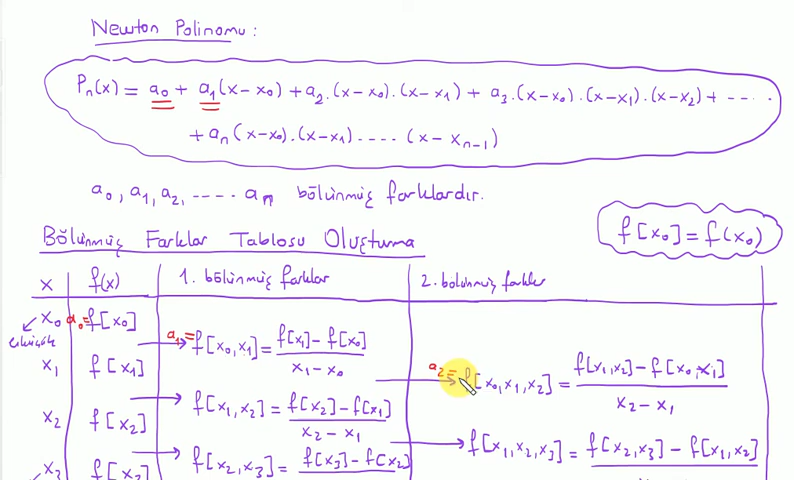 Newton Polinomu:
Pn(x) = a₀ + a₁(x-x₀) + a₂.(x-x₀).(x-x₁) + a₃.(x-x₀).(x-x₁).(x-x₂) + -----
+ aₙ(x-x₀).(x-x₁).....(x-xₙ₋₁)
a₀, a₁, a₂, ----- aₙ bölünmüş farklardır.
f[x₀] = f(x₀)
Bölünmüş Farklar Tablosu Oluşturma
x f(x) 1. bölünmüş farklar 2. bölünmüş farklar
x₀ a₀= f[x₀]
a₁= f[x₀,x₁] = f[x₁] - f[x₀] / x₁ - x₀
x₁ f[x₁]
a₂= f[x₀,x₁,x₂] = f[x₁,x₂] - f[x₀,x₁] / x₂ - x₁
x₂ f[x₂]
f[x₁,x₂] = f[x₂] - f[x₁] / x₂ - x₁
f[x₁,x₂,x₃] = f[x₂,x₃] - f[x₁,x₂]
x₃ f[x₃]
f[x₂,x₃] = f[x₃] - f[x₂]